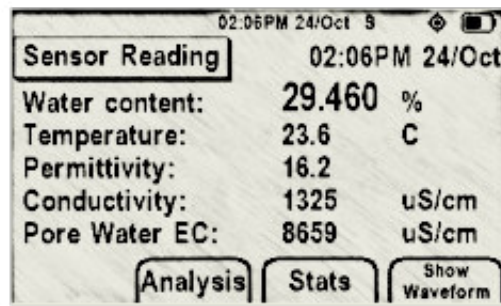 02:06PM 24/Oct S
Sensor Reading 02:06PM 24/Oct
Water content: 29.460 %
Temperature: 23.6 C
Permittivity: 16.2
Conductivity: 1325 uS/cm
Pore Water EC: 8659 uS/cm
Analysis Stats Show Waveform